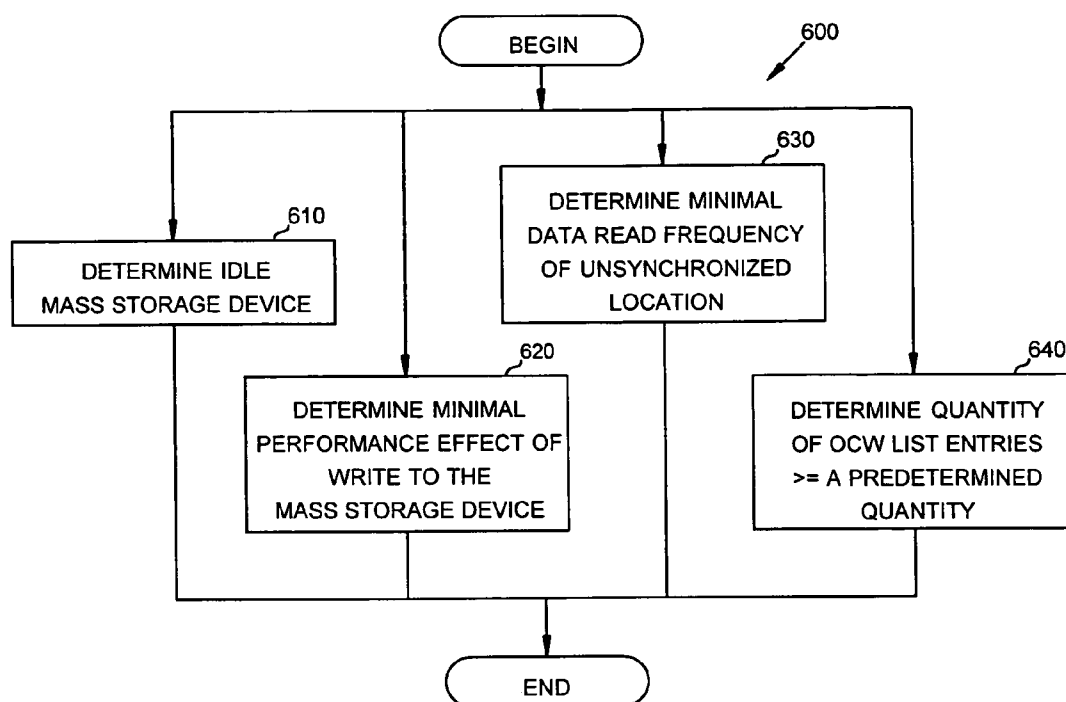 BEGIN
600
610
DETERMINE IDLE
MASS STORAGE DEVICE
620
DETERMINE MINIMAL
PERFORMANCE EFFECT OF
WRITE TO THE
MASS STORAGE DEVICE
630
DETERMINE MINIMAL
DATA READ FREQUENCY
OF UNSYNCHRONIZED
LOCATION
640
DETERMINE QUANTITY
OF OCW LIST ENTRIES
>= A PREDETERMINED
QUANTITY
END